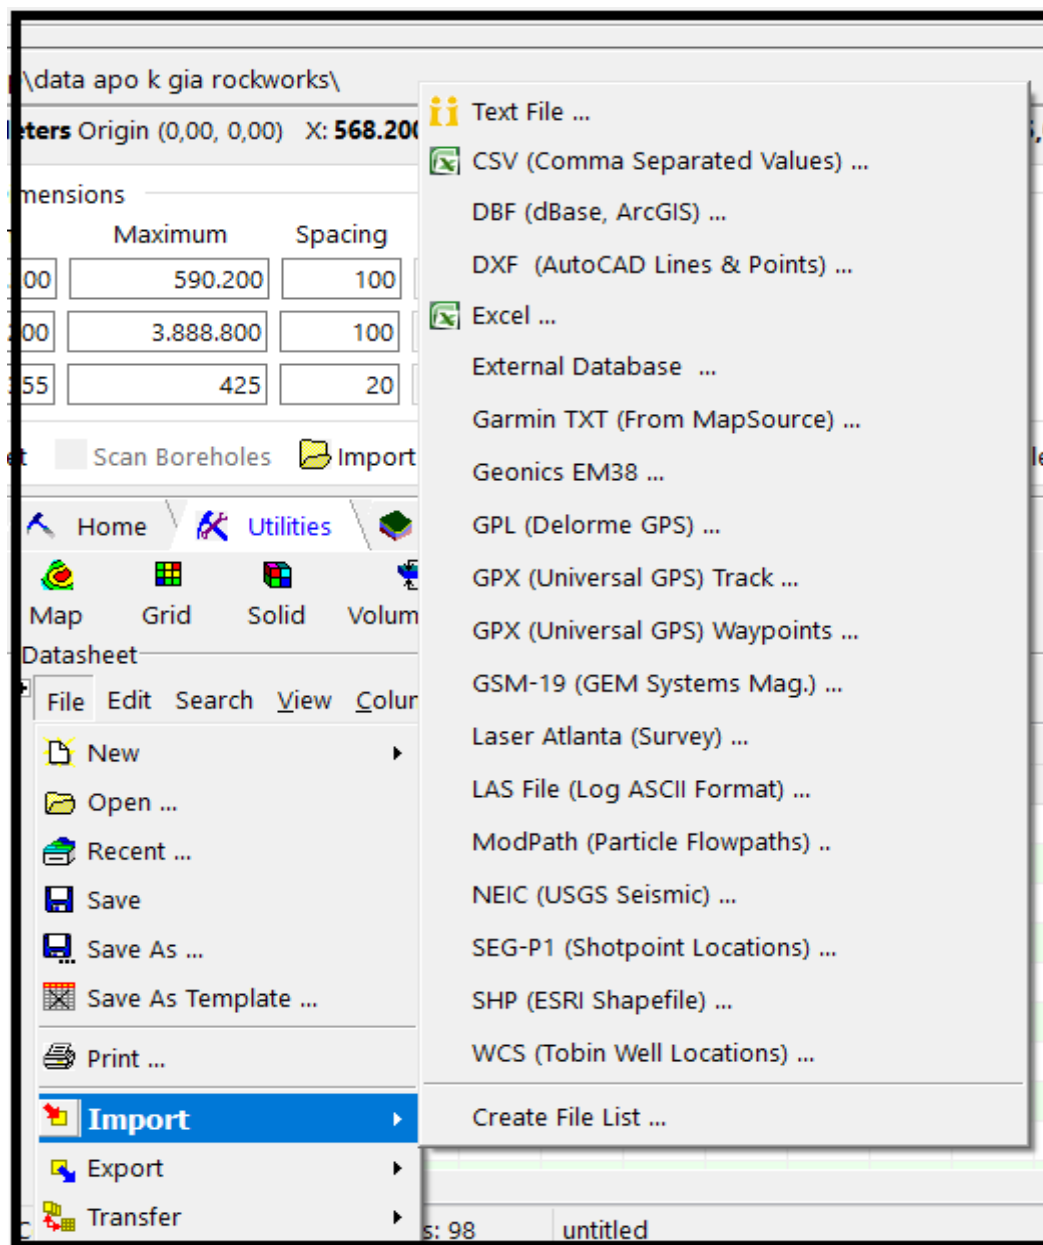 \data apo k gia rockworks\
eters Origin (0,00, 0,00) X: 568.200
mensions
Maximum Spacing
00 590.200 100
200 3.888.800 100
355 425 20
Scan Boreholes Import
Home Utilities
Map Grid Solid Volum
Datasheet
File Edit Search View Colur
New
Open ...
Recent ...
Save
Save As ...
Save As Template ...
Print ...
Import
Export
Transfer
Text File ...
CSV (Comma Separated Values) ...
DBF (dBase, ArcGIS) ...
DXF (AutoCAD Lines & Points) ...
Excel ...
External Database ...
Garmin TXT (From MapSource) ...
Geonics EM38 ...
GPL (Delorme GPS) ...
GPX (Universal GPS) Track ...
GPX (Universal GPS) Waypoints ...
GSM-19 (GEM Systems Mag.) ...
Laser Atlanta (Survey) ...
LAS File (Log ASCII Format) ...
ModPath (Particle Flowpaths) ..
NEIC (USGS Seismic) ...
SEG-P1 (Shotpoint Locations) ...
SHP (ESRI Shapefile) ...
WCS (Tobin Well Locations) ...
Create File List ...
s: 98 untitled